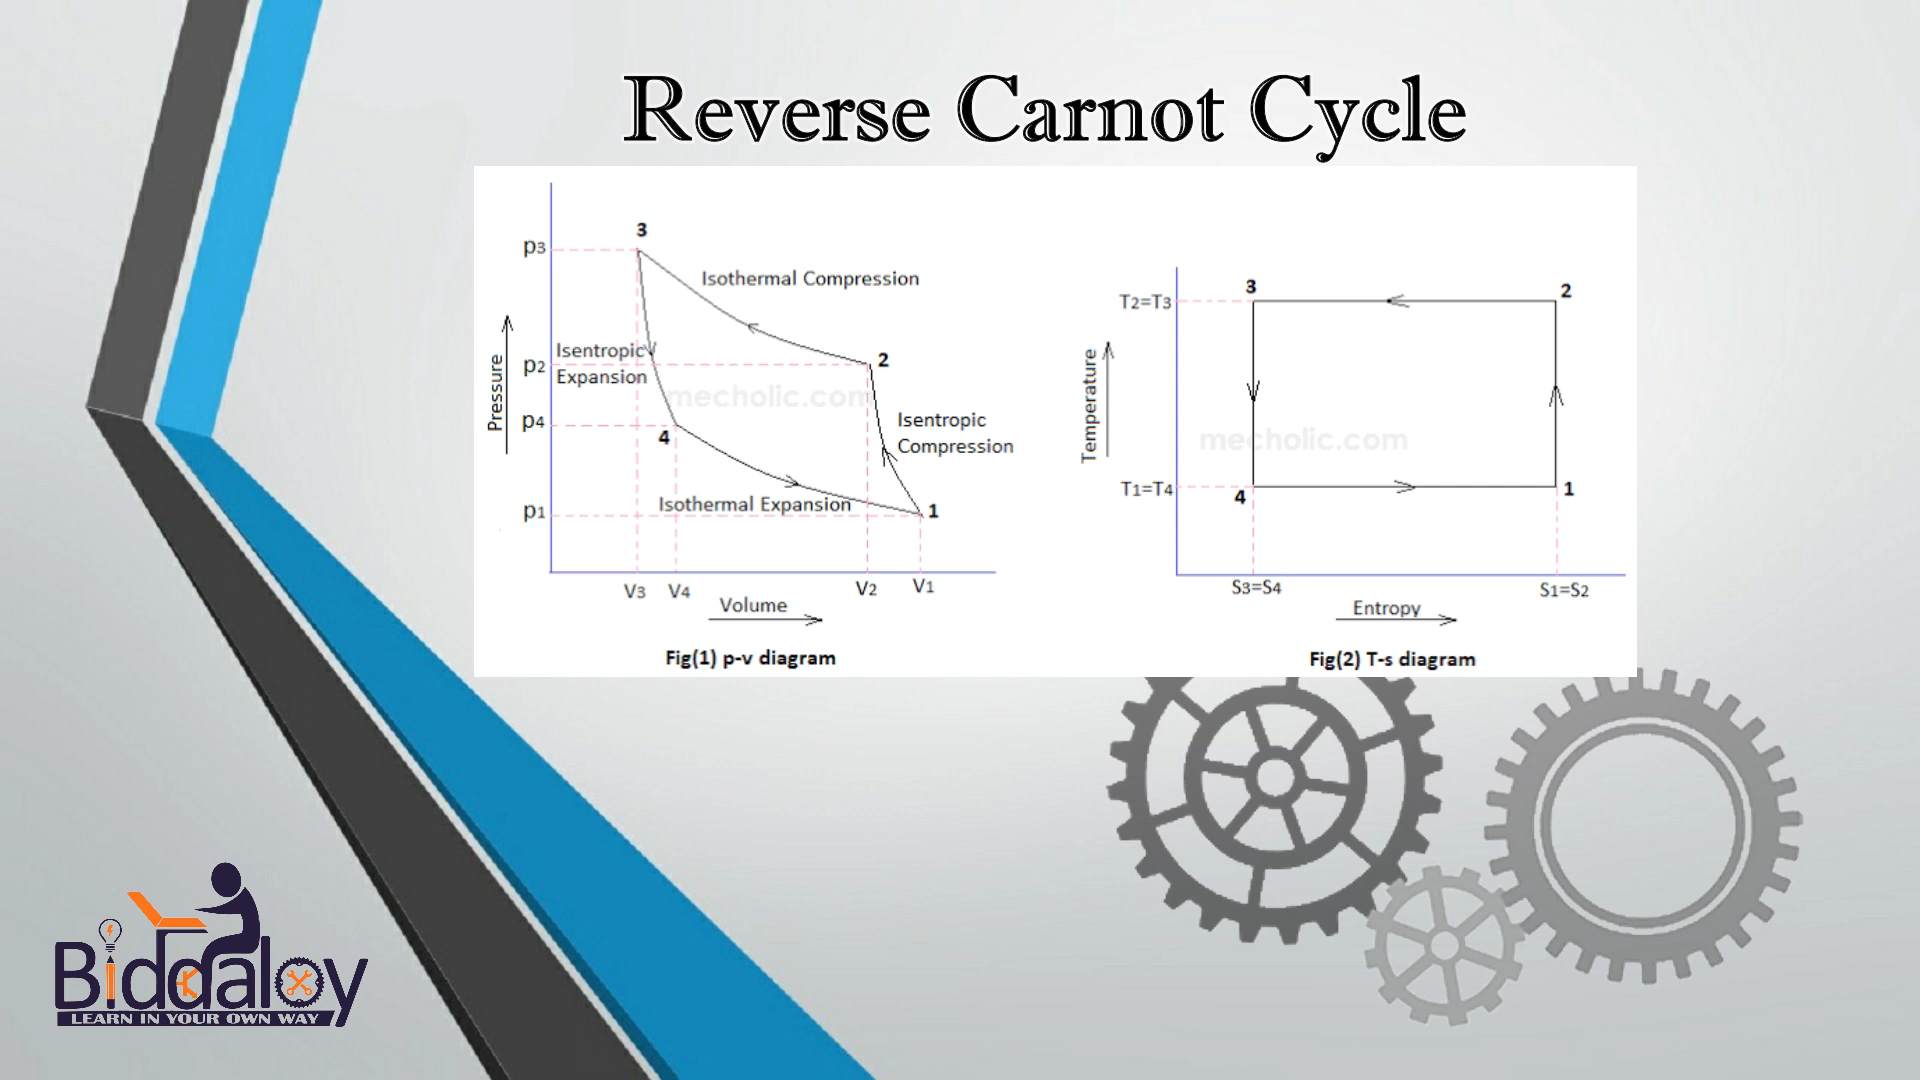 Reverse Carnot Cycle
3
p3
Isothermal Compression
Isentropic
Expansion
p2
2
mecholic.com
Pressure
p4
4
Isentropic
Compression
Isothermal Expansion
p1
1
V3 V4 V2 V1
Volume
Fig(1) p-v diagram
3 2
T2=T3
Temperature
mecholic.com
T1=T4
4 1
S3=S4 S1=S2
Entropy
Fig(2) T-s diagram
Biddaloy
LEARN IN YOUR OWN WAY